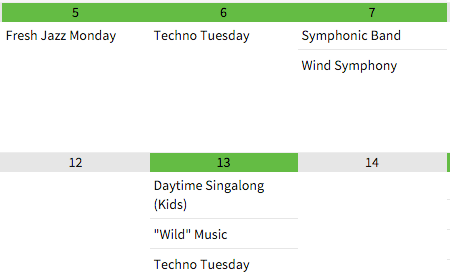 5 6 7
Fresh Jazz Monday Techno Tuesday Symphonic Band
Wind Symphony
12 13 14
Daytime Singalong
(Kids)
"Wild" Music
Techno Tuesday